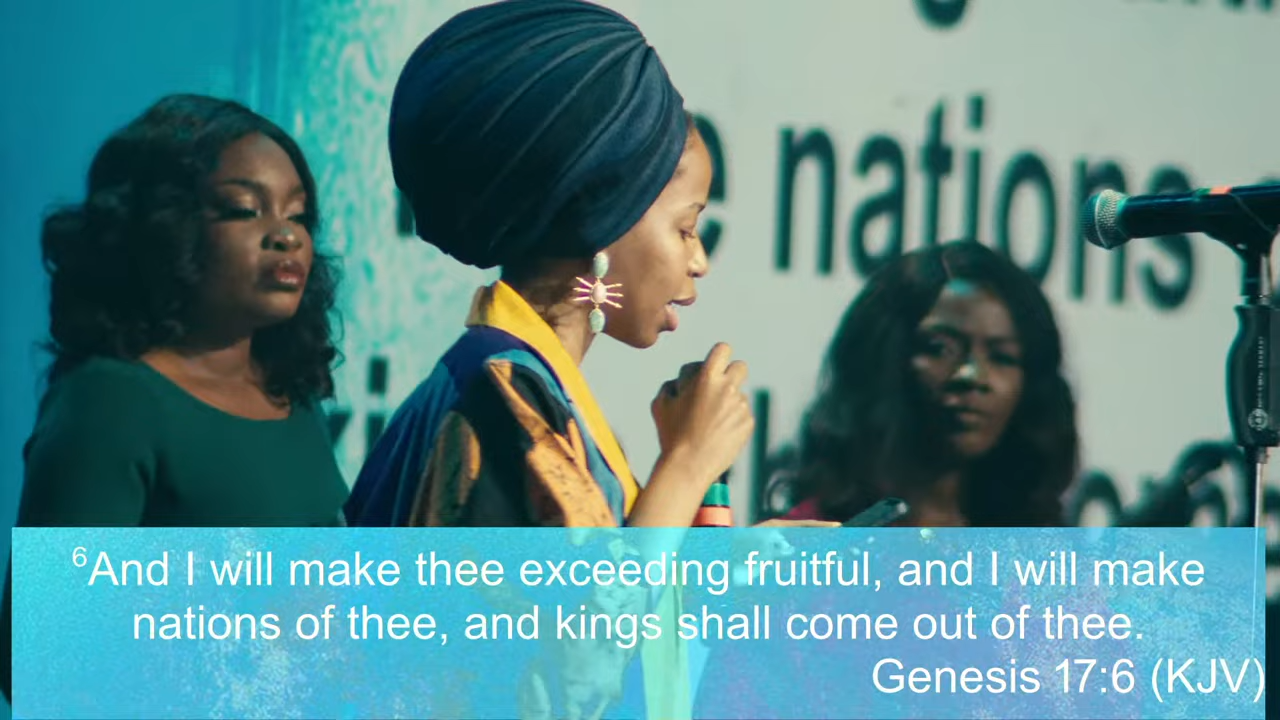 nations
⁶And I will make thee exceeding fruitful, and I will make
nations of thee, and kings shall come out of thee.
Genesis 17:6 (KJV)